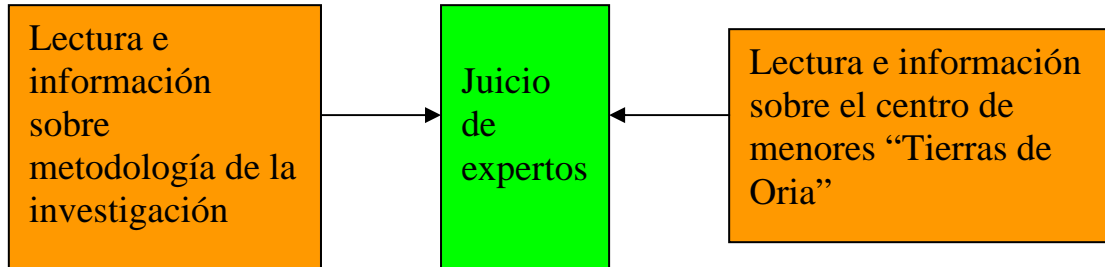 Lectura e
información
sobre
metodología de la
investigación
Juicio
de
expertos
Lectura e información
sobre el centro de
menores “Tierras de
Oria”